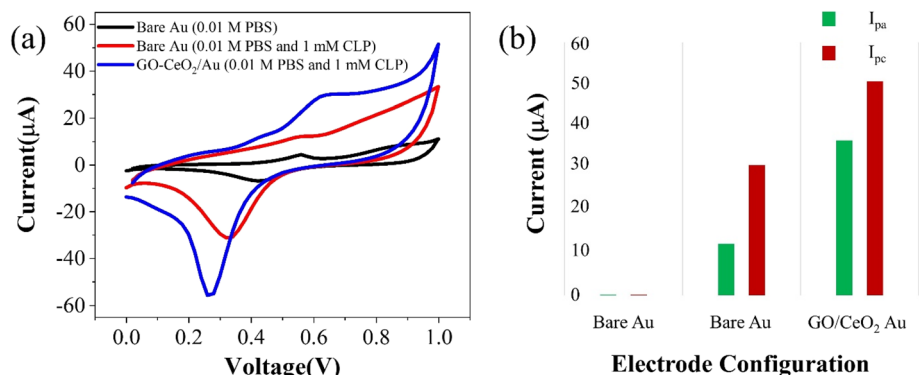 (a)
Bare Au (0.01 M PBS)
Bare Au (0.01 M PBS and 1 mM CLP)
GO-CeO₂/Au (0.01 M PBS and 1 mM CLP)
60
40
20
0
-20
-40
-60
Current(μA)
0.0 0.2 0.4 0.6 0.8 1.0
Voltage(V)
(b)
Iₚₐ
Iₚc
60
50
40
30
20
10
0
Current (μA)
Bare Au Bare Au GO/CeO₂ Au
Electrode Configuration